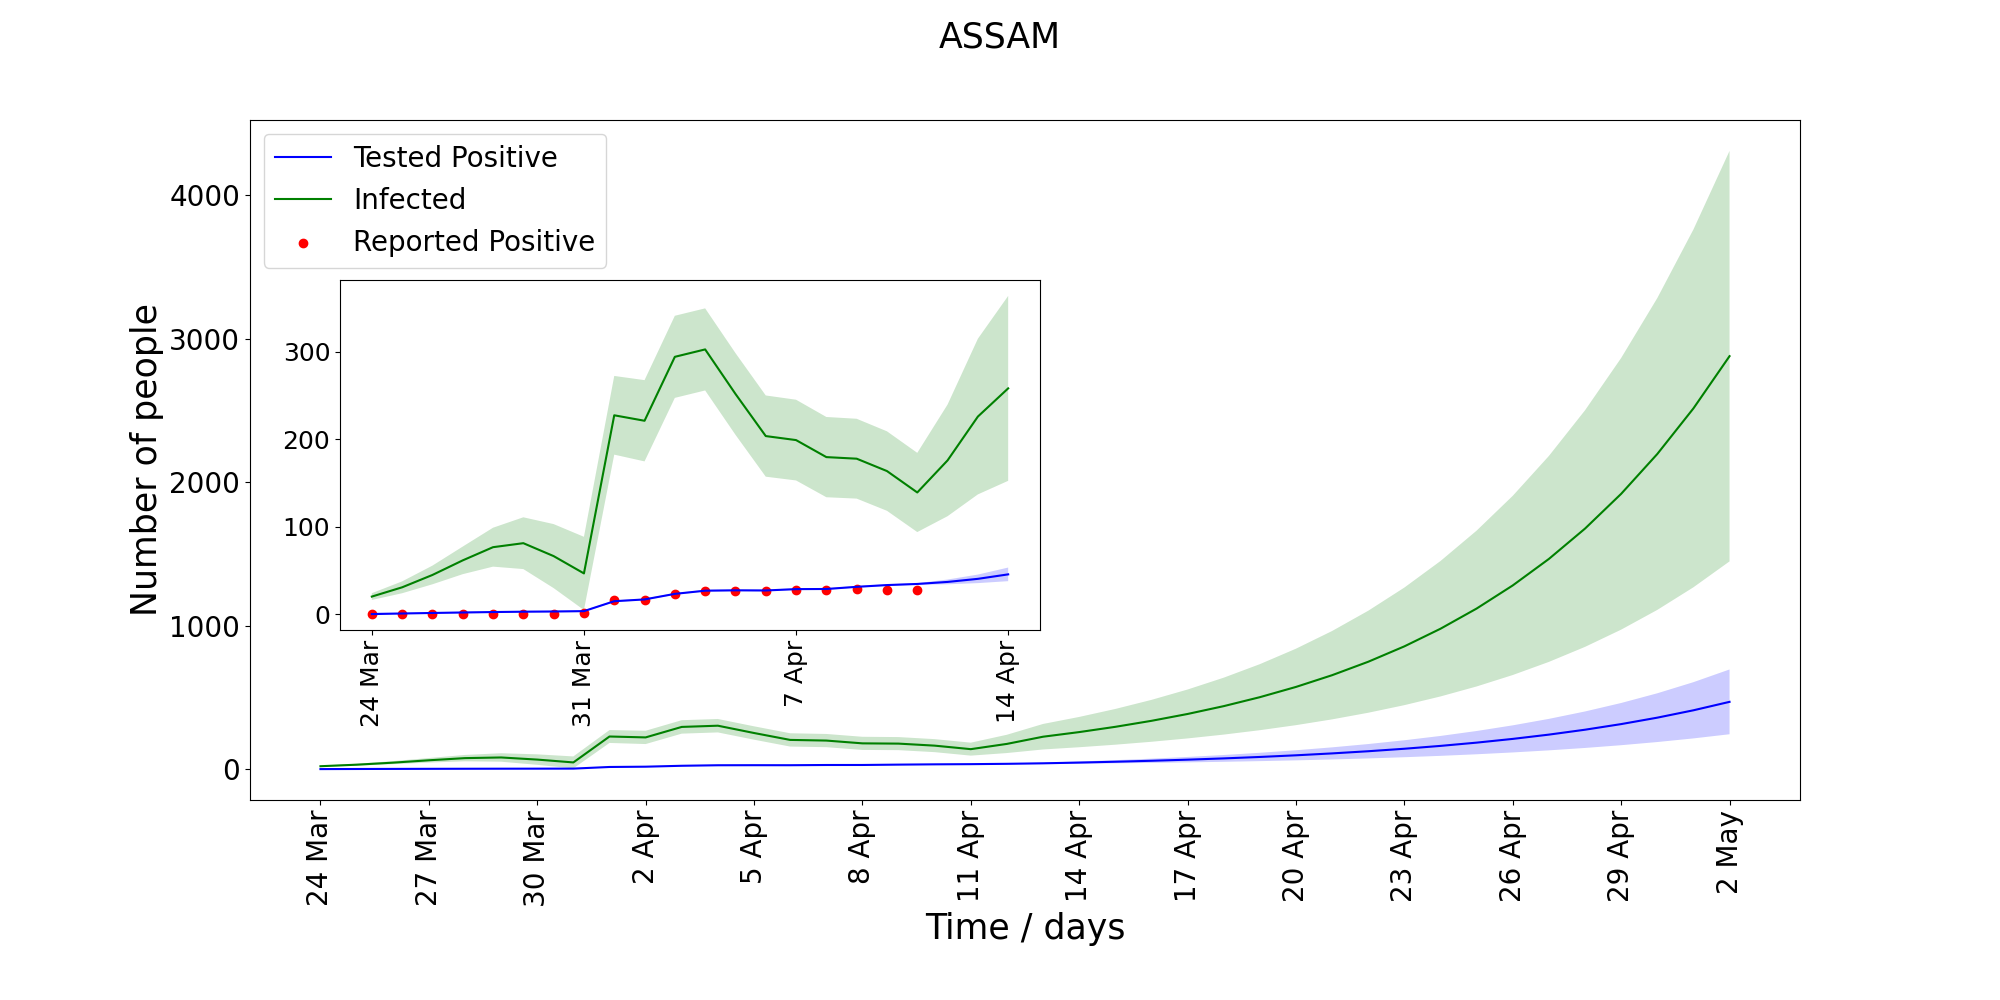 ASSAM
Tested Positive
Infected
Reported Positive
Number of people
4000
3000
2000
1000
0
300
200
100
0
24 Mar
31 Mar
7 Apr
14 Apr
24 Mar
27 Mar
30 Mar
2 Apr
5 Apr
8 Apr
11 Apr
14 Apr
17 Apr
20 Apr
23 Apr
26 Apr
29 Apr
2 May
Time / days